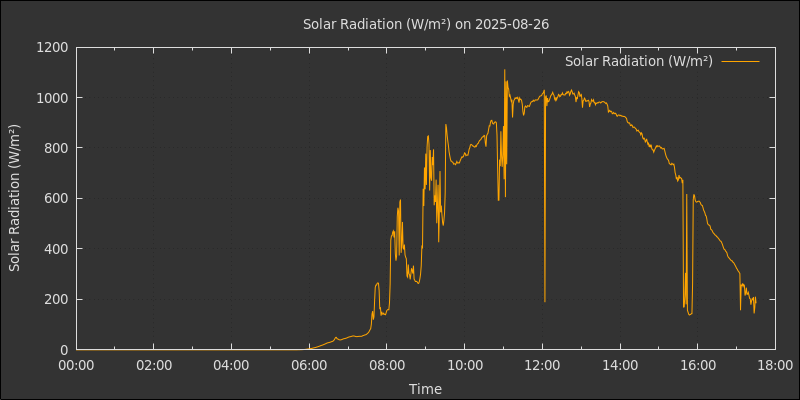 Solar Radiation (W/m²) on 2025-08-26
Solar Radiation (W/m²)
1200
1000
800
600
400
200
0
Solar Radiation (W/m²)
00:00 02:00 04:00 06:00 08:00 10:00 12:00 14:00 16:00 18:00
Time